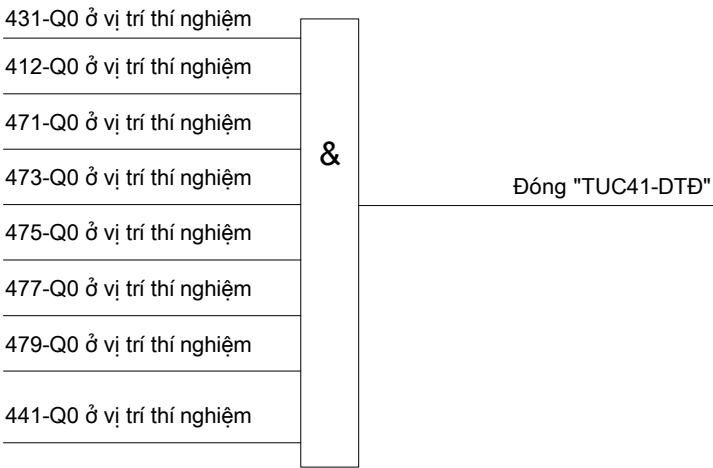 431-Q0 ở vị trí thí nghiệm
412-Q0 ở vị trí thí nghiệm
471-Q0 ở vị trí thí nghiệm
&
473-Q0 ở vị trí thí nghiệm
Đóng "TUC41-DTĐ"
475-Q0 ở vị trí thí nghiệm
477-Q0 ở vị trí thí nghiệm
479-Q0 ở vị trí thí nghiệm
441-Q0 ở vị trí thí nghiệm